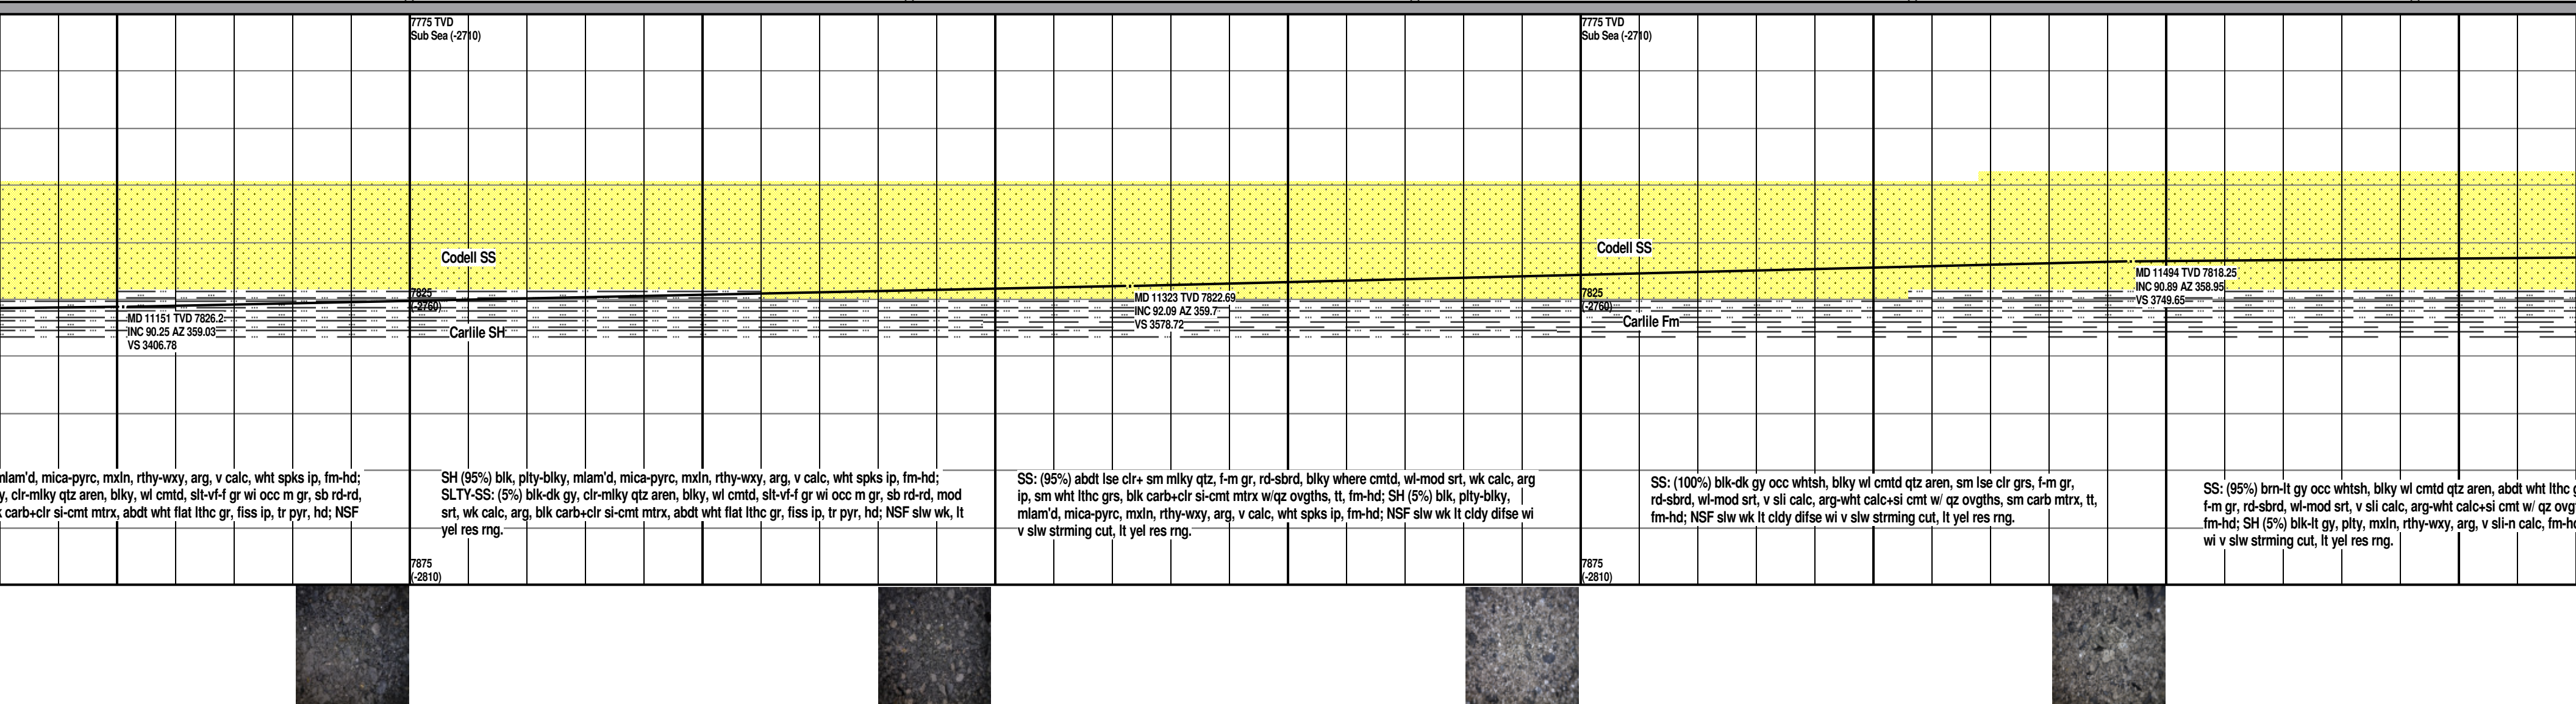 7775 TVD
Sub Sea (-2710)
7775 TVD
Sub Sea (-2710)
Codell SS
Codell SS
7825
(-2760)
7825
(-2760)
MD 11151 TVD 7826.2
INC 90.25 AZ 359.03
VS 3406.78
Carlile SH
MD 11323 TVD 7822.69
INC 92.09 AZ 359.7
VS 3578.72
Carlile Fm
MD 11494 TVD 7818.25
INC 90.89 AZ 358.95
VS 3749.65
mlam'd, mica-pyrc, mxln, rthy-wxy, arg, v calc, wht spks ip, fm-hd;
y, clr-mlky qtz aren, blky, wl cmtd, slt-vf-f gr wi occ m gr, sb rd-rd,
carb+clr si-cmt mtrx, abdt wht flat lthc gr, fiss ip, tr pyr, hd; NSF
SH (95%) blk, plty-blky, mlam'd, mica-pyrc, mxln, rthy-wxy, arg, v calc, wht spks ip, fm-hd;
SLTY-SS: (5%) blk-dk gy, clr-mlky qtz aren, blky, wl cmtd, slt-vf-f gr wi occ m gr, sb rd-rd, mod
srt, wk calc, arg, blk carb+clr si-cmt mtrx, abdt wht flat lthc gr, fiss ip, tr pyr, hd; NSF slw wk, lt
yel res rng.
SS: (95%) abdt lse clr+ sm mlky qtz, f-m gr, rd-sbrd, blky where cmtd, wl-mod srt, wk calc, arg
ip, sm wht lthc grs, blk carb+clr si-cmt mtrx w/qz ovgths, tt, fm-hd; SH (5%) blk, plty-blky,
mlam'd, mica-pyrc, mxln, rthy-wxy, arg, v calc, wht spks ip, fm-hd; NSF slw wk lt cldy difse wi
v slw strming cut, lt yel res rng.
SS: (100%) blk-dk gy occ whtsh, blky wl cmtd qtz aren, sm lse clr grs, f-m gr,
rd-sbrd, wl-mod srt, v sli calc, arg-wht calc+si cmt w/ qz ovgths, sm carb mtrx, tt,
fm-hd; NSF slw wk lt cldy difse wi v slw strming cut, lt yel res rng.
SS: (95%) brn-lt gy occ whtsh, blky wl cmtd qtz aren, abdt wht lthc
f-m gr, rd-sbrd, wl-mod srt, v sli calc, arg-wht calc+si cmt w/ qz ovg
fm-hd; SH (5%) blk-lt gy, plty, mxln, rthy-wxy, arg, v sli-n calc, fm-hd
wi v slw strming cut, lt yel res rng.
7875
(-2810)
7875
(-2810)